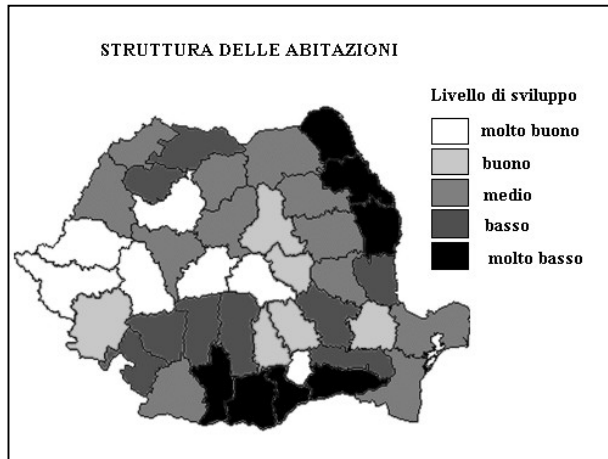 STRUTTURA DELLE ABITAZIONI
Livello di sviluppo
molto buono
buono
medio
basso
molto basso